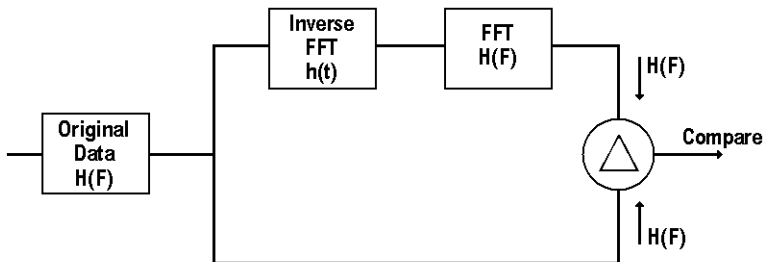 Inverse
FFT
h(t)
FFT
H(F)
H(F)
Original
Data
H(F)
Compare
H(F)